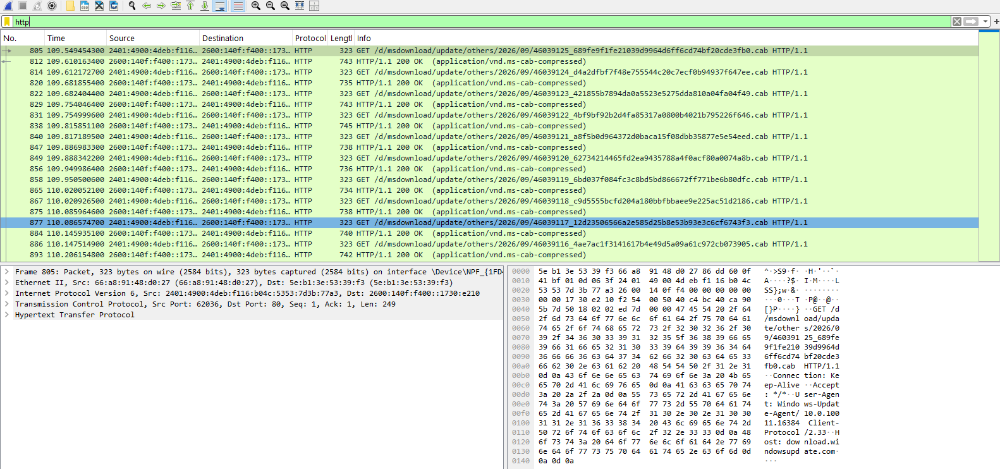 http
No. Time Source Destination Protocol Lengtl Info
805 109.549454300 2401:4900:4deb:f116… 2600:140f:f400::173… HTTP 323 GET /d/msdownload/update/others/2026/09/46039125_689fe9f1fe21039d9964d6ff6cd74bf20cde3fb0.cab HTTP/1.1
812 109.610163400 2600:140f:f400::173… 2401:4900:4deb:f116… HTTP 743 HTTP/1.1 200 OK (application/vnd.ms-cab-compressed)
814 109.612172700 2401:4900:4deb:f116… 2600:140f:f400::173… HTTP 323 GET /d/msdownload/update/others/2026/09/46039124_d4a2dfbf7f48e755544c20c7ecf0b94937f647ee.cab HTTP/1.1
820 109.681855400 2600:140f:f400::173… 2401:4900:4deb:f116… HTTP 735 HTTP/1.1 200 OK (application/vnd.ms-cab-compressed)
822 109.682404400 2401:4900:4deb:f116… 2600:140f:f400::173… HTTP 323 GET /d/msdownload/update/others/2026/09/46039123_421855b7894da0a5523e5275dda810a04fa04f49.cab HTTP/1.1
829 109.754046400 2600:140f:f400::173… 2401:4900:4deb:f116… HTTP 743 HTTP/1.1 200 OK (application/vnd.ms-cab-compressed)
831 109.754999600 2401:4900:4deb:f116… 2600:140f:f400::173… HTTP 323 GET /d/msdownload/update/others/2026/09/46039122_4bf9bf92b2d4fa85317a0800b4021b795226f646.cab HTTP/1.1
838 109.815851100 2600:140f:f400::173… 2401:4900:4deb:f116… HTTP 745 HTTP/1.1 200 OK (application/vnd.ms-cab-compressed)
840 109.817189500 2401:4900:4deb:f116… 2600:140f:f400::173… HTTP 323 GET /d/msdownload/update/others/2026/09/46039121_a8f5b0d964372d0baca15f08dbb35877e5e54eed.cab HTTP/1.1
847 109.886983300 2600:140f:f400::173… 2401:4900:4deb:f116… HTTP 738 HTTP/1.1 200 OK (application/vnd.ms-cab-compressed)
849 109.888342200 2401:4900:4deb:f116… 2600:140f:f400::173… HTTP 323 GET /d/msdownload/update/others/2026/09/46039120_62734214465fd2ea9435788a4f0acf80a0074a8b.cab HTTP/1.1
856 109.949986400 2600:140f:f400::173… 2401:4900:4deb:f116… HTTP 736 HTTP/1.1 200 OK (application/vnd.ms-cab-compressed)
858 109.950500600 2401:4900:4deb:f116… 2600:140f:f400::173… HTTP 323 GET /d/msdownload/update/others/2026/09/46039119_6bd037f084fc3c8bd5bd866672ff771be6b80dfc.cab HTTP/1.1
865 110.020052100 2600:140f:f400::173… 2401:4900:4deb:f116… HTTP 734 HTTP/1.1 200 OK (application/vnd.ms-cab-compressed)
867 110.020926500 2401:4900:4deb:f116… 2600:140f:f400::173… HTTP 323 GET /d/msdownload/update/others/2026/09/46039118_c9d5555bcfd204a180bbfbbaee9e225ac51d2186.cab HTTP/1.1
875 110.085964600 2600:140f:f400::173… 2401:4900:4deb:f116… HTTP 738 HTTP/1.1 200 OK (application/vnd.ms-cab-compressed)
877 110.086574700 2401:4900:4deb:f116… 2600:140f:f400::173… HTTP 323 GET /d/msdownload/update/others/2026/09/46039117_12d23506566a2e585d25b8e53b93e3c6cf6743f3.cab HTTP/1.1
884 110.145935100 2600:140f:f400::173… 2401:4900:4deb:f116… HTTP 740 HTTP/1.1 200 OK (application/vnd.ms-cab-compressed)
886 110.147514900 2401:4900:4deb:f116… 2600:140f:f400::173… HTTP 323 GET /d/msdownload/update/others/2026/09/46039116_4ae7ac1f3141617b4e49d5a09a61c972cb073905.cab HTTP/1.1
893 110.206154800 2600:140f:f400::173… 2401:4900:4deb:f116… HTTP 742 HTTP/1.1 200 OK (application/vnd.ms-cab-compressed)
Frame 805: Packet, 323 bytes on wire (2584 bits), 323 bytes captured (2584 bits) on interface \Device\NPF_{1FD4
Ethernet II, Src: 66:a8:91:48:d0:27 (66:a8:91:48:d0:27), Dst: 5e:b1:3e:53:39:f3 (5e:b1:3e:53:39:f3)
Internet Protocol Version 6, Src: 2401:4900:4deb:f116:b04c:5353:7d3b:77a3, Dst: 2600:140f:f400::1730:e210
Transmission Control Protocol, Src Port: 62036, Dst Port: 80, Seq: 1, Ack: 1, Len: 249
Hypertext Transfer Protocol
0000 5e b1 3e 53 39 f3 66 a8 91 48 d0 27 86 dd 60 0f ^·>S9·f· ·H·'··`·
0010 41 bf 01 0d 06 3f 24 01 49 00 4d eb f1 16 b0 4c A····?$· I·M····L
0020 53 53 7d 3b 77 a3 26 00 14 0f f4 00 00 00 00 00 SS};w·&· ········
0030 00 00 17 30 e2 10 f2 54 00 50 40 c4 bc 40 ca 90 ···0···T ·P@··@··
0040 5b 7d 50 18 02 02 ed 7d 00 00 47 45 54 20 2f 64 [}P····} ··GET /d
0050 2f 6d 73 64 6f 77 6e 6c 6f 61 64 2f 75 70 64 61 /msdownl oad/upda
0060 74 65 2f 6f 74 68 65 72 73 2f 32 30 32 36 2f 30 te/other s/2026/0
0070 39 2f 34 36 30 33 39 31 32 35 5f 36 38 39 66 65 9/460391 25_689fe
0080 39 66 31 66 65 32 31 30 33 39 64 39 39 36 34 64 9f1fe210 39d9964d
0090 36 66 66 36 63 64 37 34 62 66 32 30 63 64 65 33 6ff6cd74 bf20cde3
00a0 66 62 30 2e 63 61 62 20 48 54 54 50 2f 31 2e 31 fb0.cab HTTP/1.1
00b0 0d 0a 43 6f 6e 6e 65 63 74 69 6f 6e 3a 20 4b 65 ··Connec tion: Ke
00c0 65 70 2d 41 6c 69 76 65 0d 0a 41 63 63 65 70 74 ep-Alive ··Accept
00d0 3a 20 2a 2f 2a 0d 0a 55 73 65 72 2d 41 67 65 6e : */*··U ser-Agen
00e0 74 3a 20 57 69 6e 64 6f 77 73 2d 55 70 64 61 74 t: Windo ws-Updat
00f0 65 2d 41 67 65 6e 74 2f 31 30 2e 30 2e 31 30 30 e-Agent/ 10.0.100
0100 31 31 2e 31 36 33 38 34 20 43 6c 69 65 6e 74 2d 11.16384 Client-
0110 50 72 6f 74 6f 63 6f 6c 2f 32 2e 33 33 0d 0a 48 Protocol /2.33··H
0120 6f 73 74 3a 20 64 6f 77 6e 6c 6f 61 64 2e 77 69 ost: dow nload.wi
0130 6e 64 6f 77 73 75 70 64 61 74 65 2e 63 6f 6d 0d ndowsupd ate.com·
0140 0a 0d 0a ···